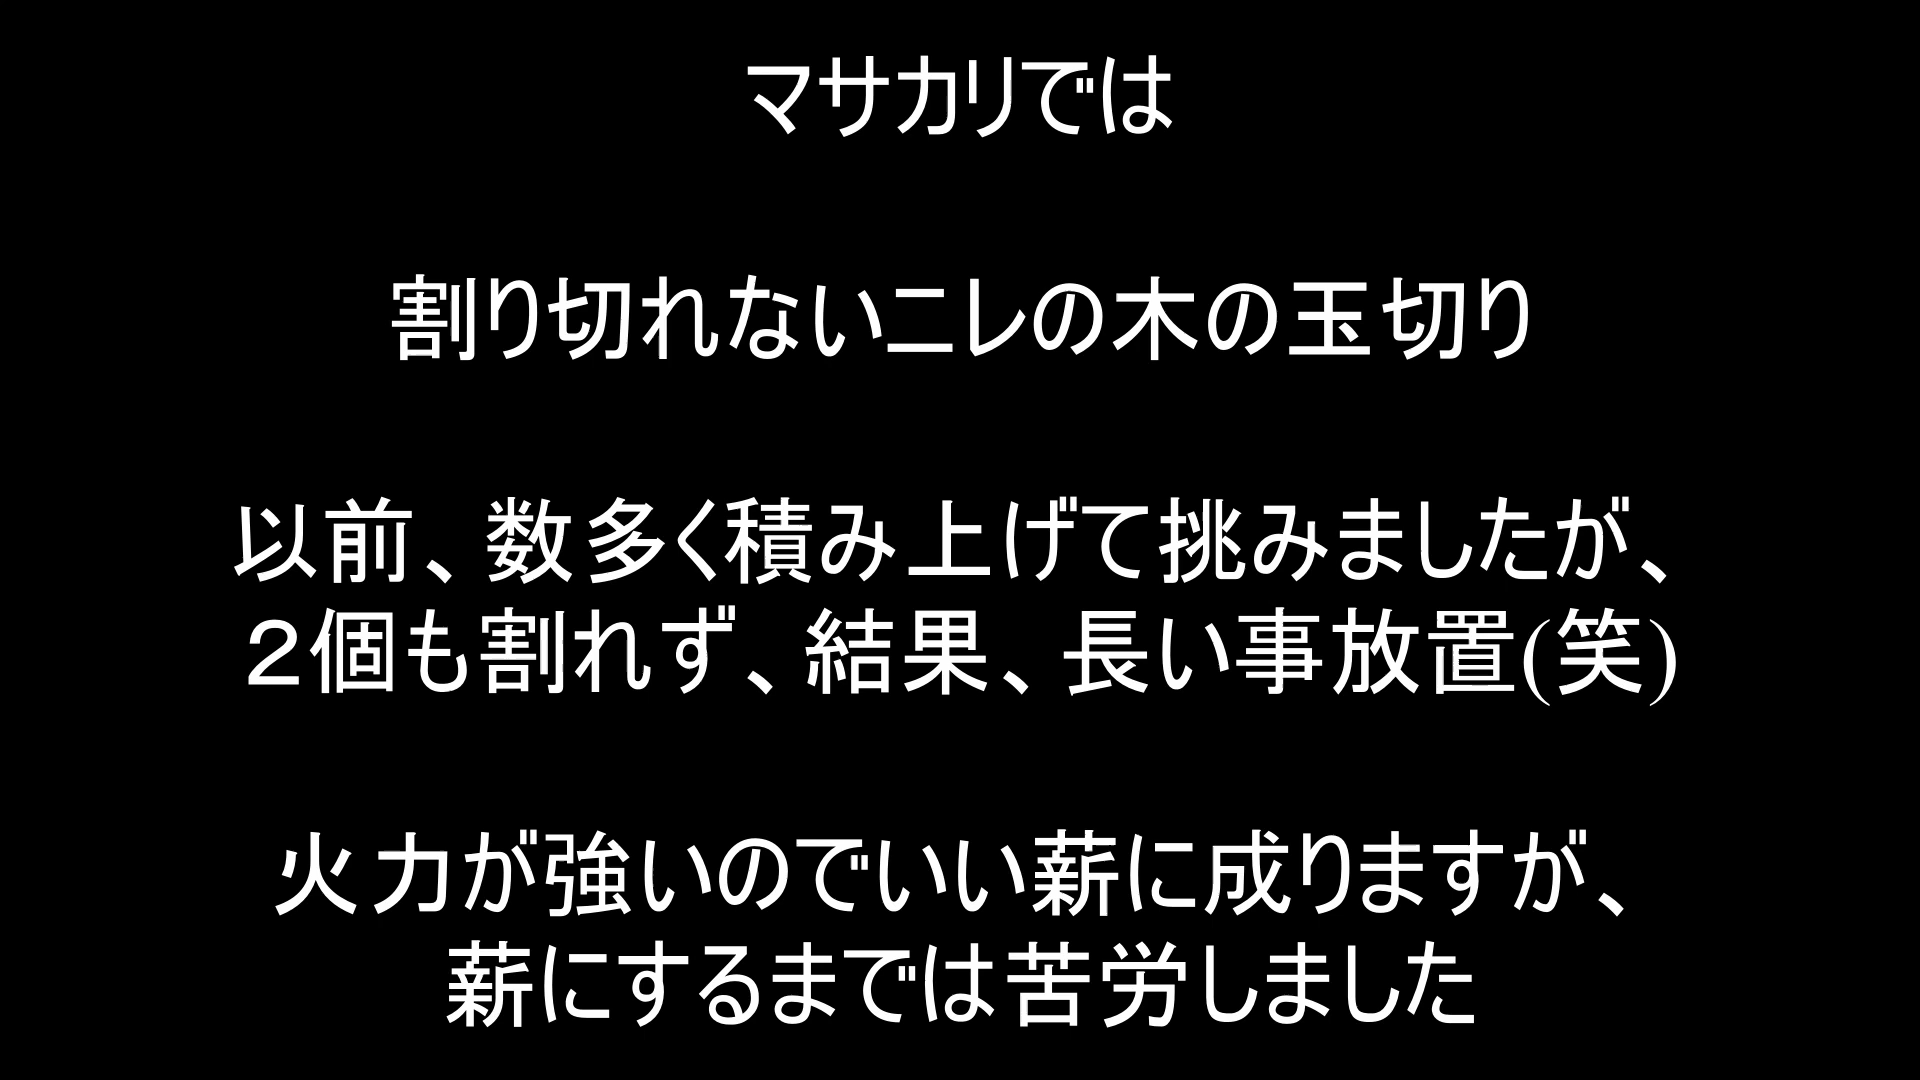 マサカリでは
割り切れないニレの木の玉切り
以前、数多く積み上げて挑みましたが、
２個も割れず、結果、長い事放置(笑)
火力が強いのでいい薪に成りますが、
薪にするまでは苦労しました